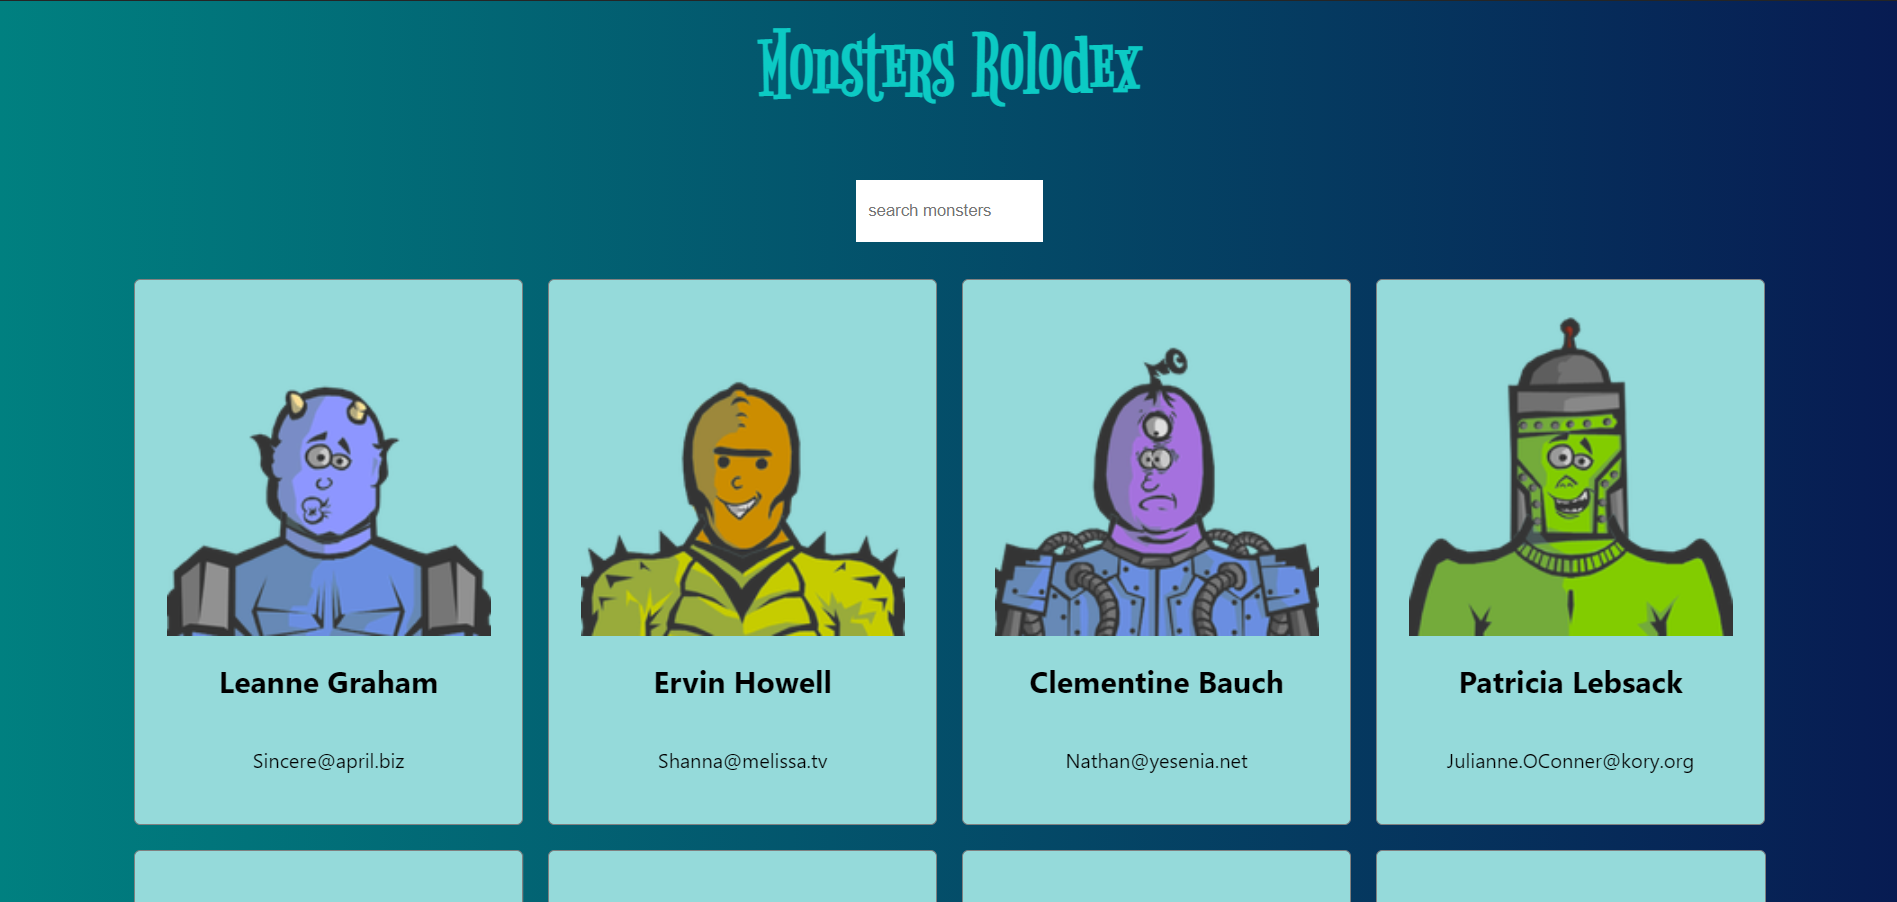 Monsters Rolodex
search monsters
Leanne Graham
Sincere@april.biz
Ervin Howell
Shanna@melissa.tv
Clementine Bauch
Nathan@yesenia.net
Patricia Lebsack
Julianne.OConner@kory.org